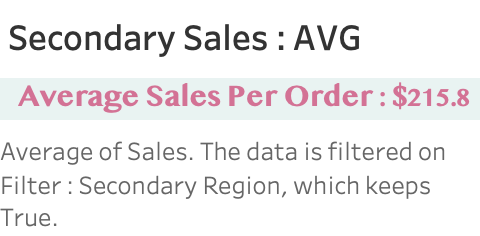 Secondary Sales : AVG
Average Sales Per Order : $215.8
Average of Sales. The data is filtered on
Filter : Secondary Region, which keeps
True.